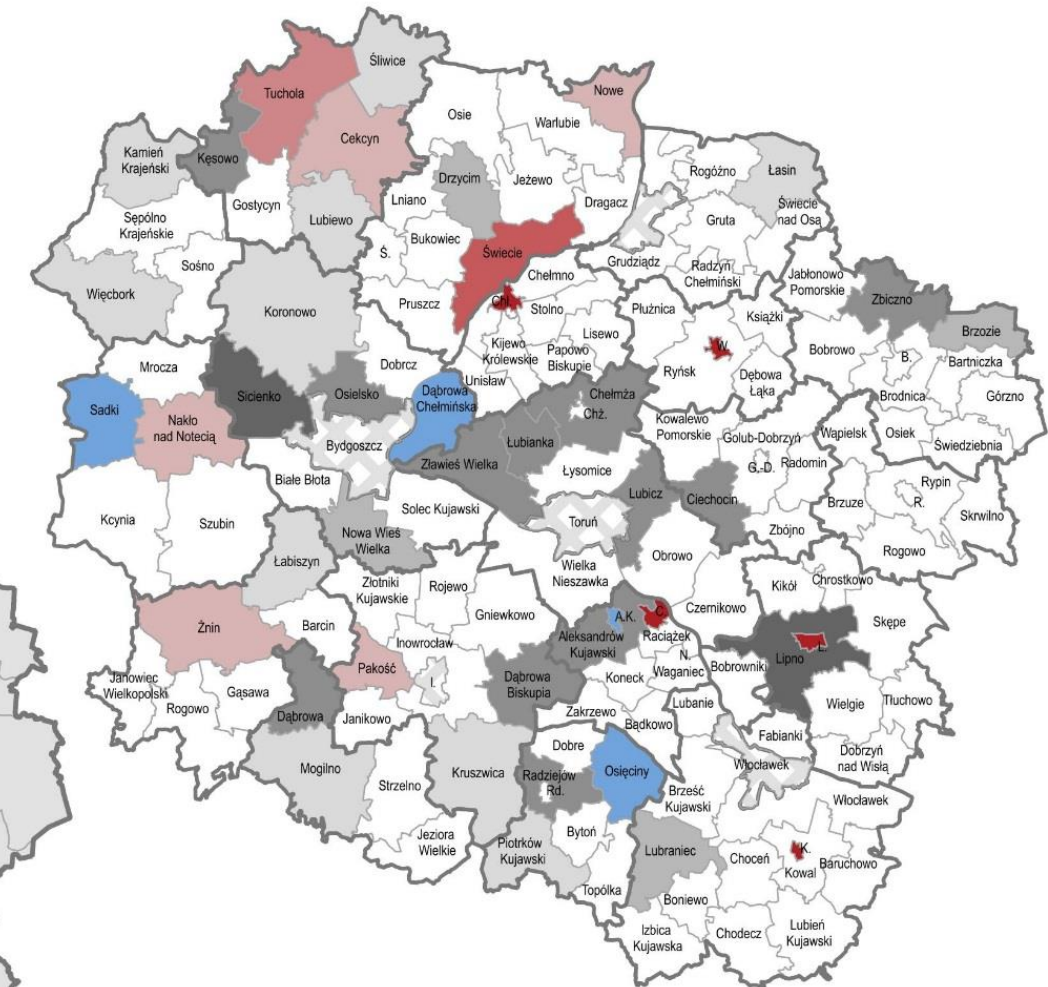 Śliwice
Tuchola
Nowe
Osie
Warlubie
Cekcyn
Kamień
Krajeński
Kęsowo
Rogóźno
Łasin
Drzycim
Jeżewo
Lniano
Dragacz
Gostycyn
Lubiewo
Świecie
nad Osą
Sępólno
Krajeńskie
Gruta
Bukowiec
Ś.
Świecie
Sośno
Grudziądz
Radzyń
Chełmiński
Chełmno
Jabłonowo
Pomorskie
Więcbork
Koronowo
Pruszcz
Chł.
Stolno
Płużnica
Książki
Zbiczno
Brzozie
Lisewo
Kijewo
Królewskie
Papowo
Biskupie
W.
Bobrowo
B.
Bartniczka
Mrocza
Dobrcz
Unisław
Ryńsk
Dębowa
Łąka
Brodnica
Górzno
Sadki
Sicienko
Osielsko
Dąbrowa
Chełmińska
Chełmża
Chż.
Nakło
nad Notecią
Kowalewo
Pomorskie
Golub-Dobrzyń
Wąpielsk
Osiek
Świedziebnia
Bydgoszcz
Łubianka
Zławieś Wielka
Łysomice
G.-D.
Radomin
Białe Błota
Lubicz
Ciechocin
Rypin
R.
Brzuze
Skrwilno
Kcynia
Szubin
Solec Kujawski
Toruń
Zbójno
Nowa Wieś
Wielka
Obrowo
Rogowo
Łabiszyn
Wielka
Nieszawka
Złotniki
Kujawskie
Rojewo
Kikół
Chrostkowo
Gniewkowo
A.K.
C.
Czernikowo
Żnin
Barcin
Skępe
Inowrocław
Aleksandrów
Kujawski
Raciążek
Lipno
L.
Pakość
N.
Waganiec
Bobrowniki
Janowiec
Wielkopolski
Gąsawa
I.
Dąbrowa
Biskupia
Koneck
Rogowo
Lubanie
Wielgie
Tłuchowo
Dąbrowa
Janikowo
Zakrzewo
Bądkowo
Fabianki
Dobre
Dobrzyń
nad Wisłą
Mogilno
Kruszwica
Radziejów
Rd.
Osięciny
Włocławek
Strzelno
Brześć
Kujawski
Włocławek
Bytoń
Jeziora
Wielkie
Piotrków
Kujawski
Lubraniec
Choceń
K.
Kowal
Baruchowo
Topólka
Boniewo
Izbica
Kujawska
Chodecz
Lubień
Kujawski